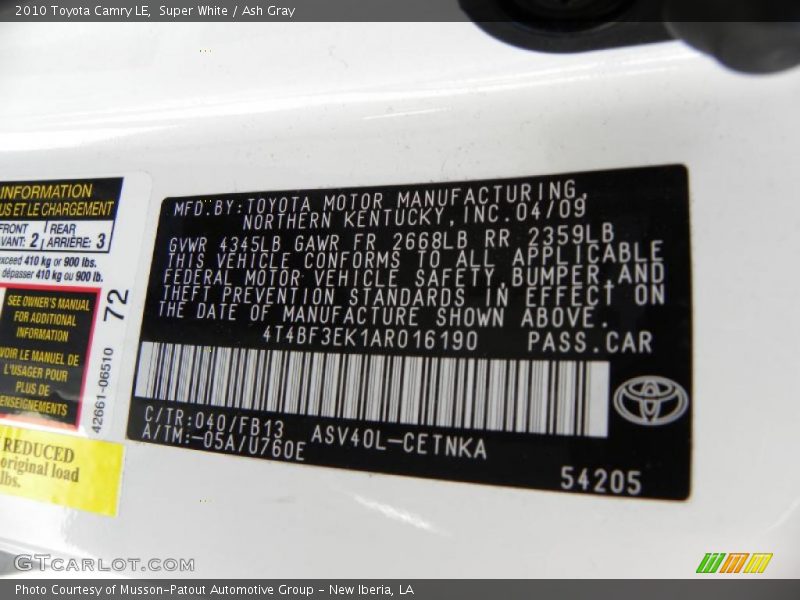 2010 Toyota Camry LE, Super White / Ash Gray
INFORMATION
US ET LE CHARGEMENT
FRONT REAR
VANT: 2 ARRIÈRE: 3
exceed 410 kg or 900 lbs.
dépasser 410 kg ou 900 lb.
SEE OWNER'S MANUAL
FOR ADDITIONAL
INFORMATION
VOIR LE MANUEL DE
L'USAGER POUR
PLUS DE
ENSEIGNEMENTS
42661-06510 72
REDUCED
original load
lbs.
MFD.BY:TOYOTA MOTOR MANUFACTURING,
NORTHERN KENTUCKY,INC.04/09
GVWR 4345LB GAWR FR 2668LB RR 2359LB
THIS VEHICLE CONFORMS TO ALL APPLICABLE
FEDERAL MOTOR VEHICLE SAFETY,BUMPER,AND
THEFT PREVENTION STANDARDS IN EFFECT ON
THE DATE OF MANUFACTURE SHOWN ABOVE.
4T4BF3EK1AR016190 PASS.CAR
C/TR:040/FB13
A/TM:-05A/U760E
ASV40L-CETNKA
54205
GTCARLOT.COM
Photo Courtesy of Musson-Patout Automotive Group - New Iberia, LA